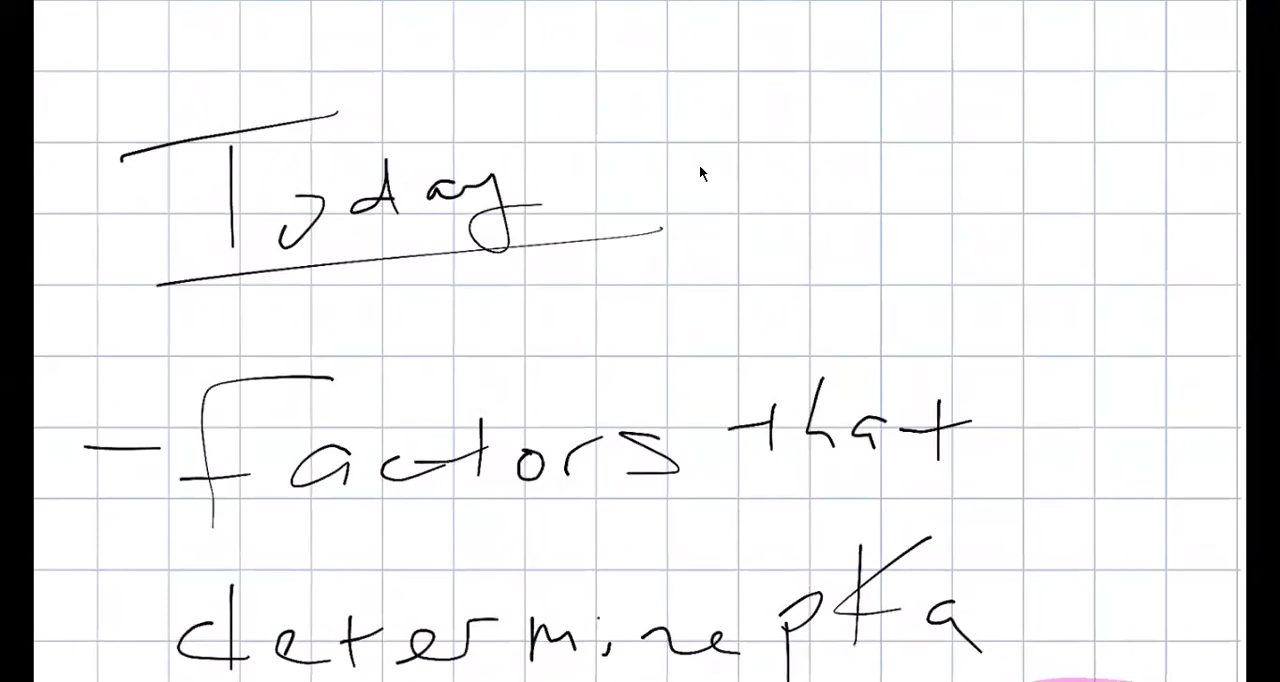 Today
- Factors that
determine pKa